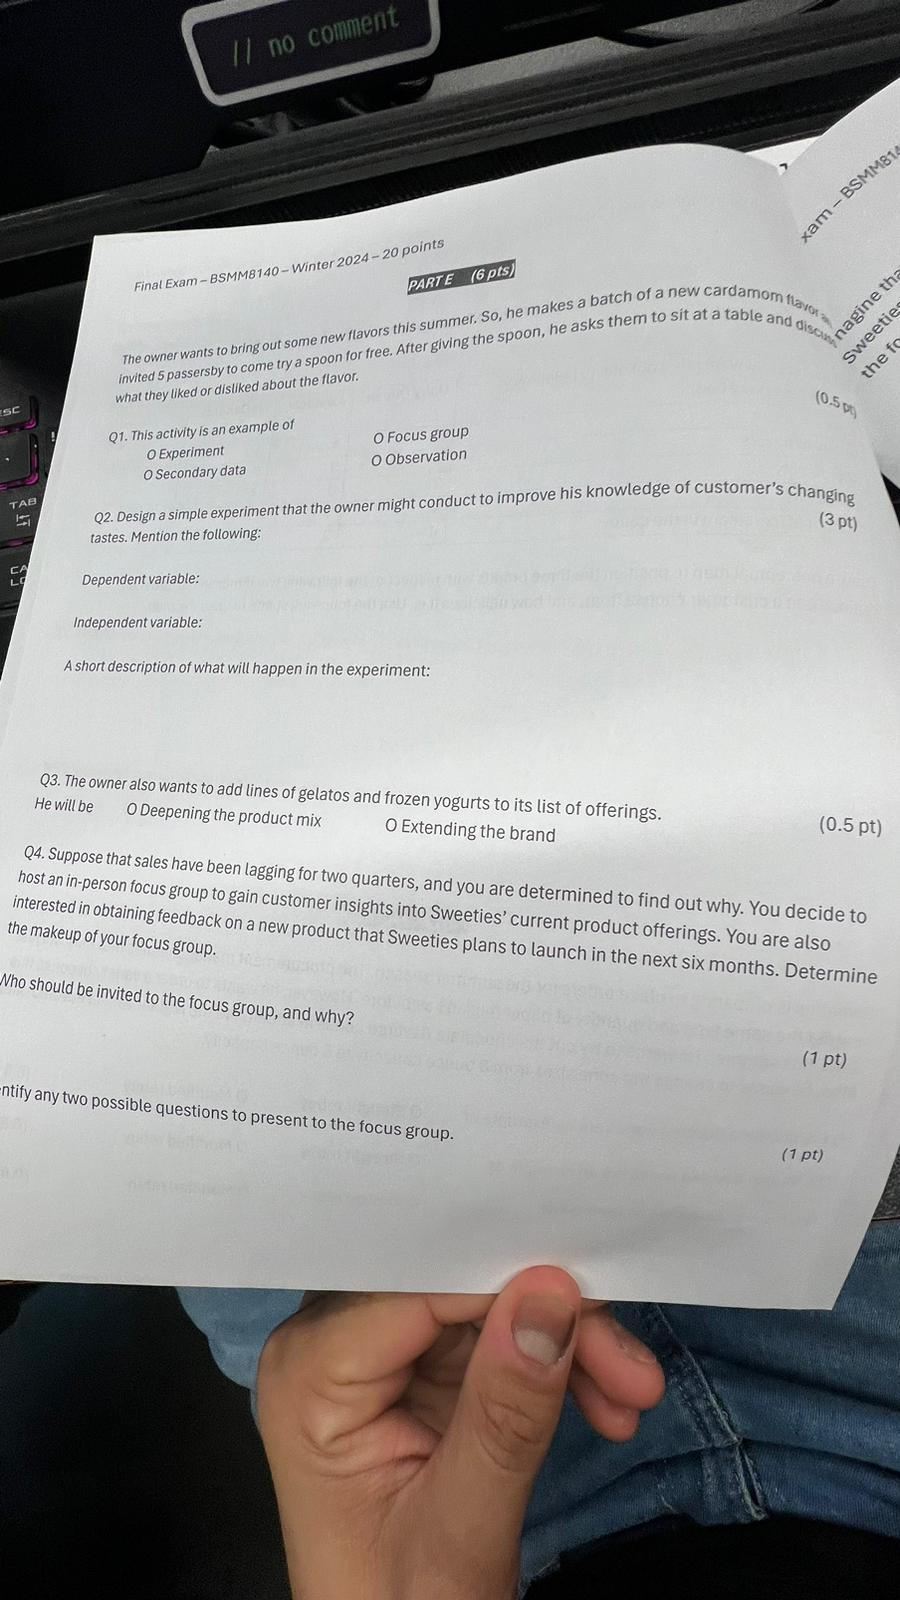 // no comment
xam – BSMM814
Final Exam – BSMM8140 – Winter 2024 – 20 points
PART E (6 pts)
The owner wants to bring out some new flavors this summer. So, he makes a batch of a new cardamom flavor
invited 5 passersby to come try a spoon for free. After giving the spoon, he asks them to sit at a table and discuss
what they liked or disliked about the flavor.
nagine tha
Sweeties
the fo
(0.5 pt)
Q1. This activity is an example of
O Experiment O Focus group
O Secondary data O Observation
Q2. Design a simple experiment that the owner might conduct to improve his knowledge of customer's changing
tastes. Mention the following: (3 pt)
Dependent variable:
Independent variable:
A short description of what will happen in the experiment:
Q3. The owner also wants to add lines of gelatos and frozen yogurts to its list of offerings.
He will be O Deepening the product mix O Extending the brand (0.5 pt)
Q4. Suppose that sales have been lagging for two quarters, and you are determined to find out why. You decide to
host an in-person focus group to gain customer insights into Sweeties' current product offerings. You are also
interested in obtaining feedback on a new product that Sweeties plans to launch in the next six months. Determine
the makeup of your focus group.
Who should be invited to the focus group, and why?
(1 pt)
ntify any two possible questions to present to the focus group.
(1 pt)
ESC
!
TAB
CA
LO